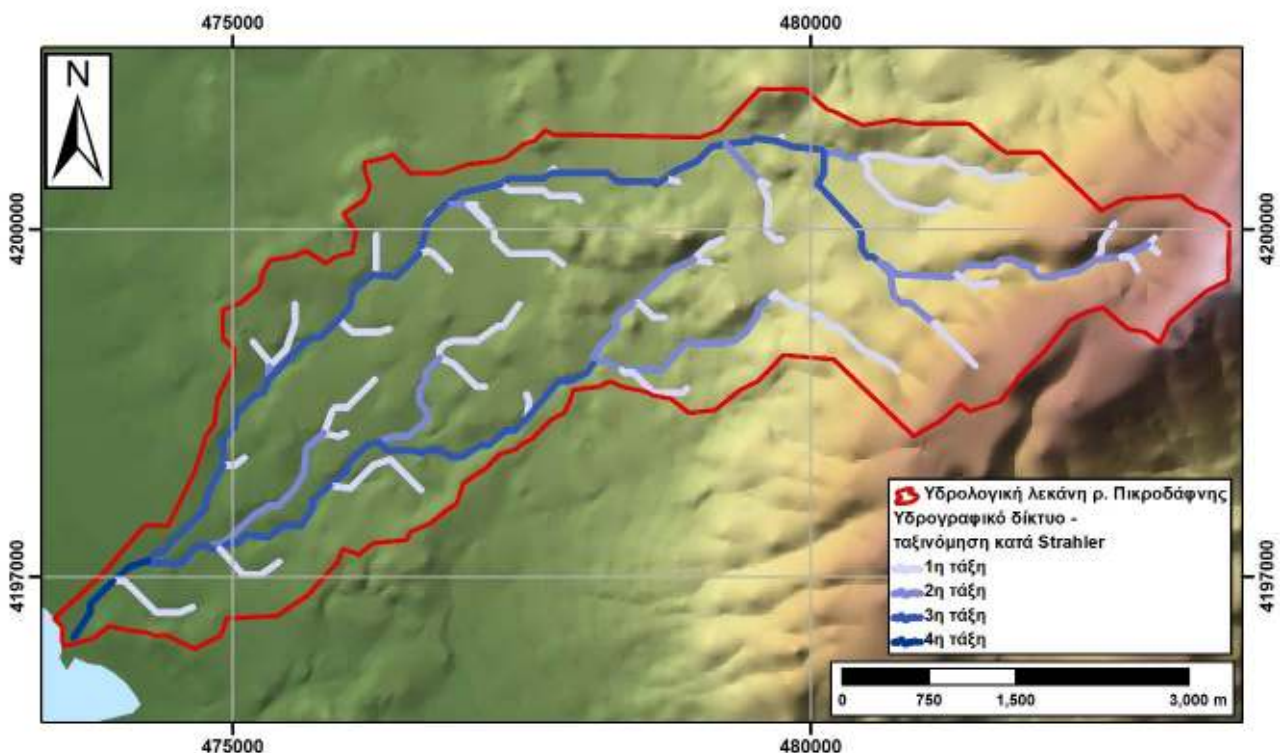 475000
480000
N
4200000
4200000
4197000
4197000
Υδρολογική λεκάνη ρ. Πικροδάφνης
Υδρογραφικό δίκτυο -
ταξινόμηση κατά Strahler
1η τάξη
2η τάξη
3η τάξη
4η τάξη
0 750 1,500 3,000 m
475000
480000